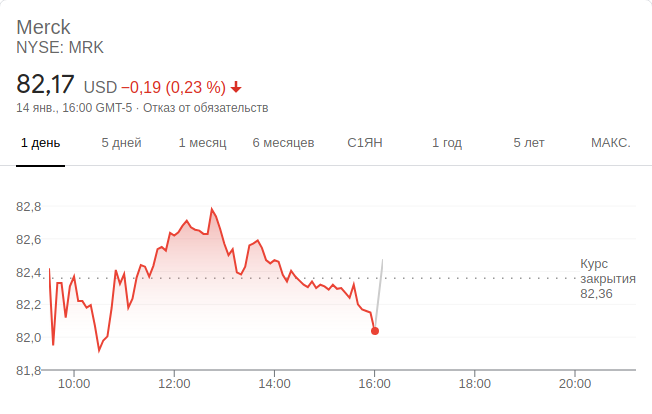 Merck
NYSE: MRK
82,17 USD −0,19 (0,23 %)
14 янв., 16:00 GMT-5 · Отказ от обязательств
1 день 5 дней 1 месяц 6 месяцев С1ЯН 1 год 5 лет МАКС.
82,8
82,6
82,4
82,2
82,0
81,8
Курс
закрытия
82,36
10:00 12:00 14:00 16:00 18:00 20:00